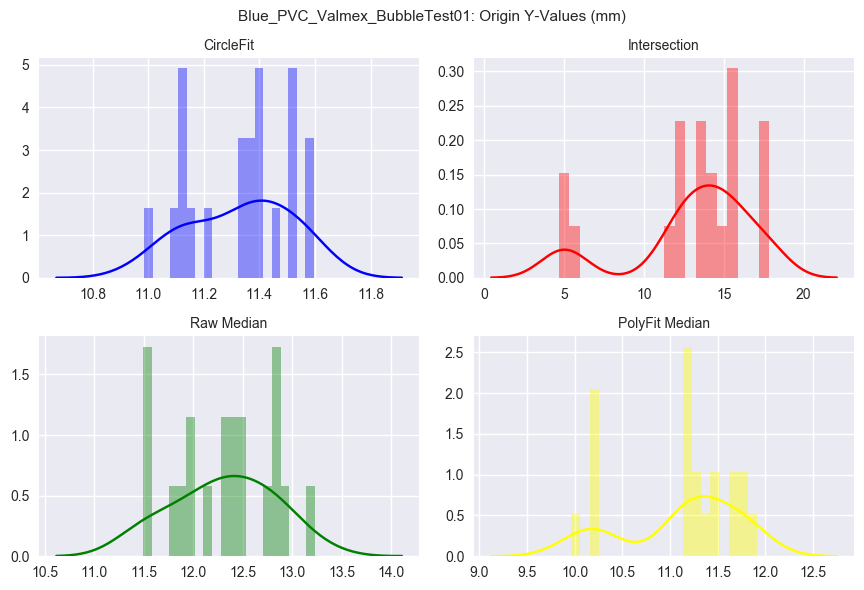 Blue_PVC_Valmex_BubbleTest01: Origin Y-Values (mm)
CircleFit
5
4
3
2
1
0
10.8 11.0 11.2 11.4 11.6 11.8
Intersection
0.30
0.25
0.20
0.15
0.10
0.05
0.00
0 5 10 15 20
Raw Median
1.5
1.0
0.5
0.0
10.5 11.0 11.5 12.0 12.5 13.0 13.5 14.0
PolyFit Median
2.5
2.0
1.5
1.0
0.5
0.0
9.0 9.5 10.0 10.5 11.0 11.5 12.0 12.5